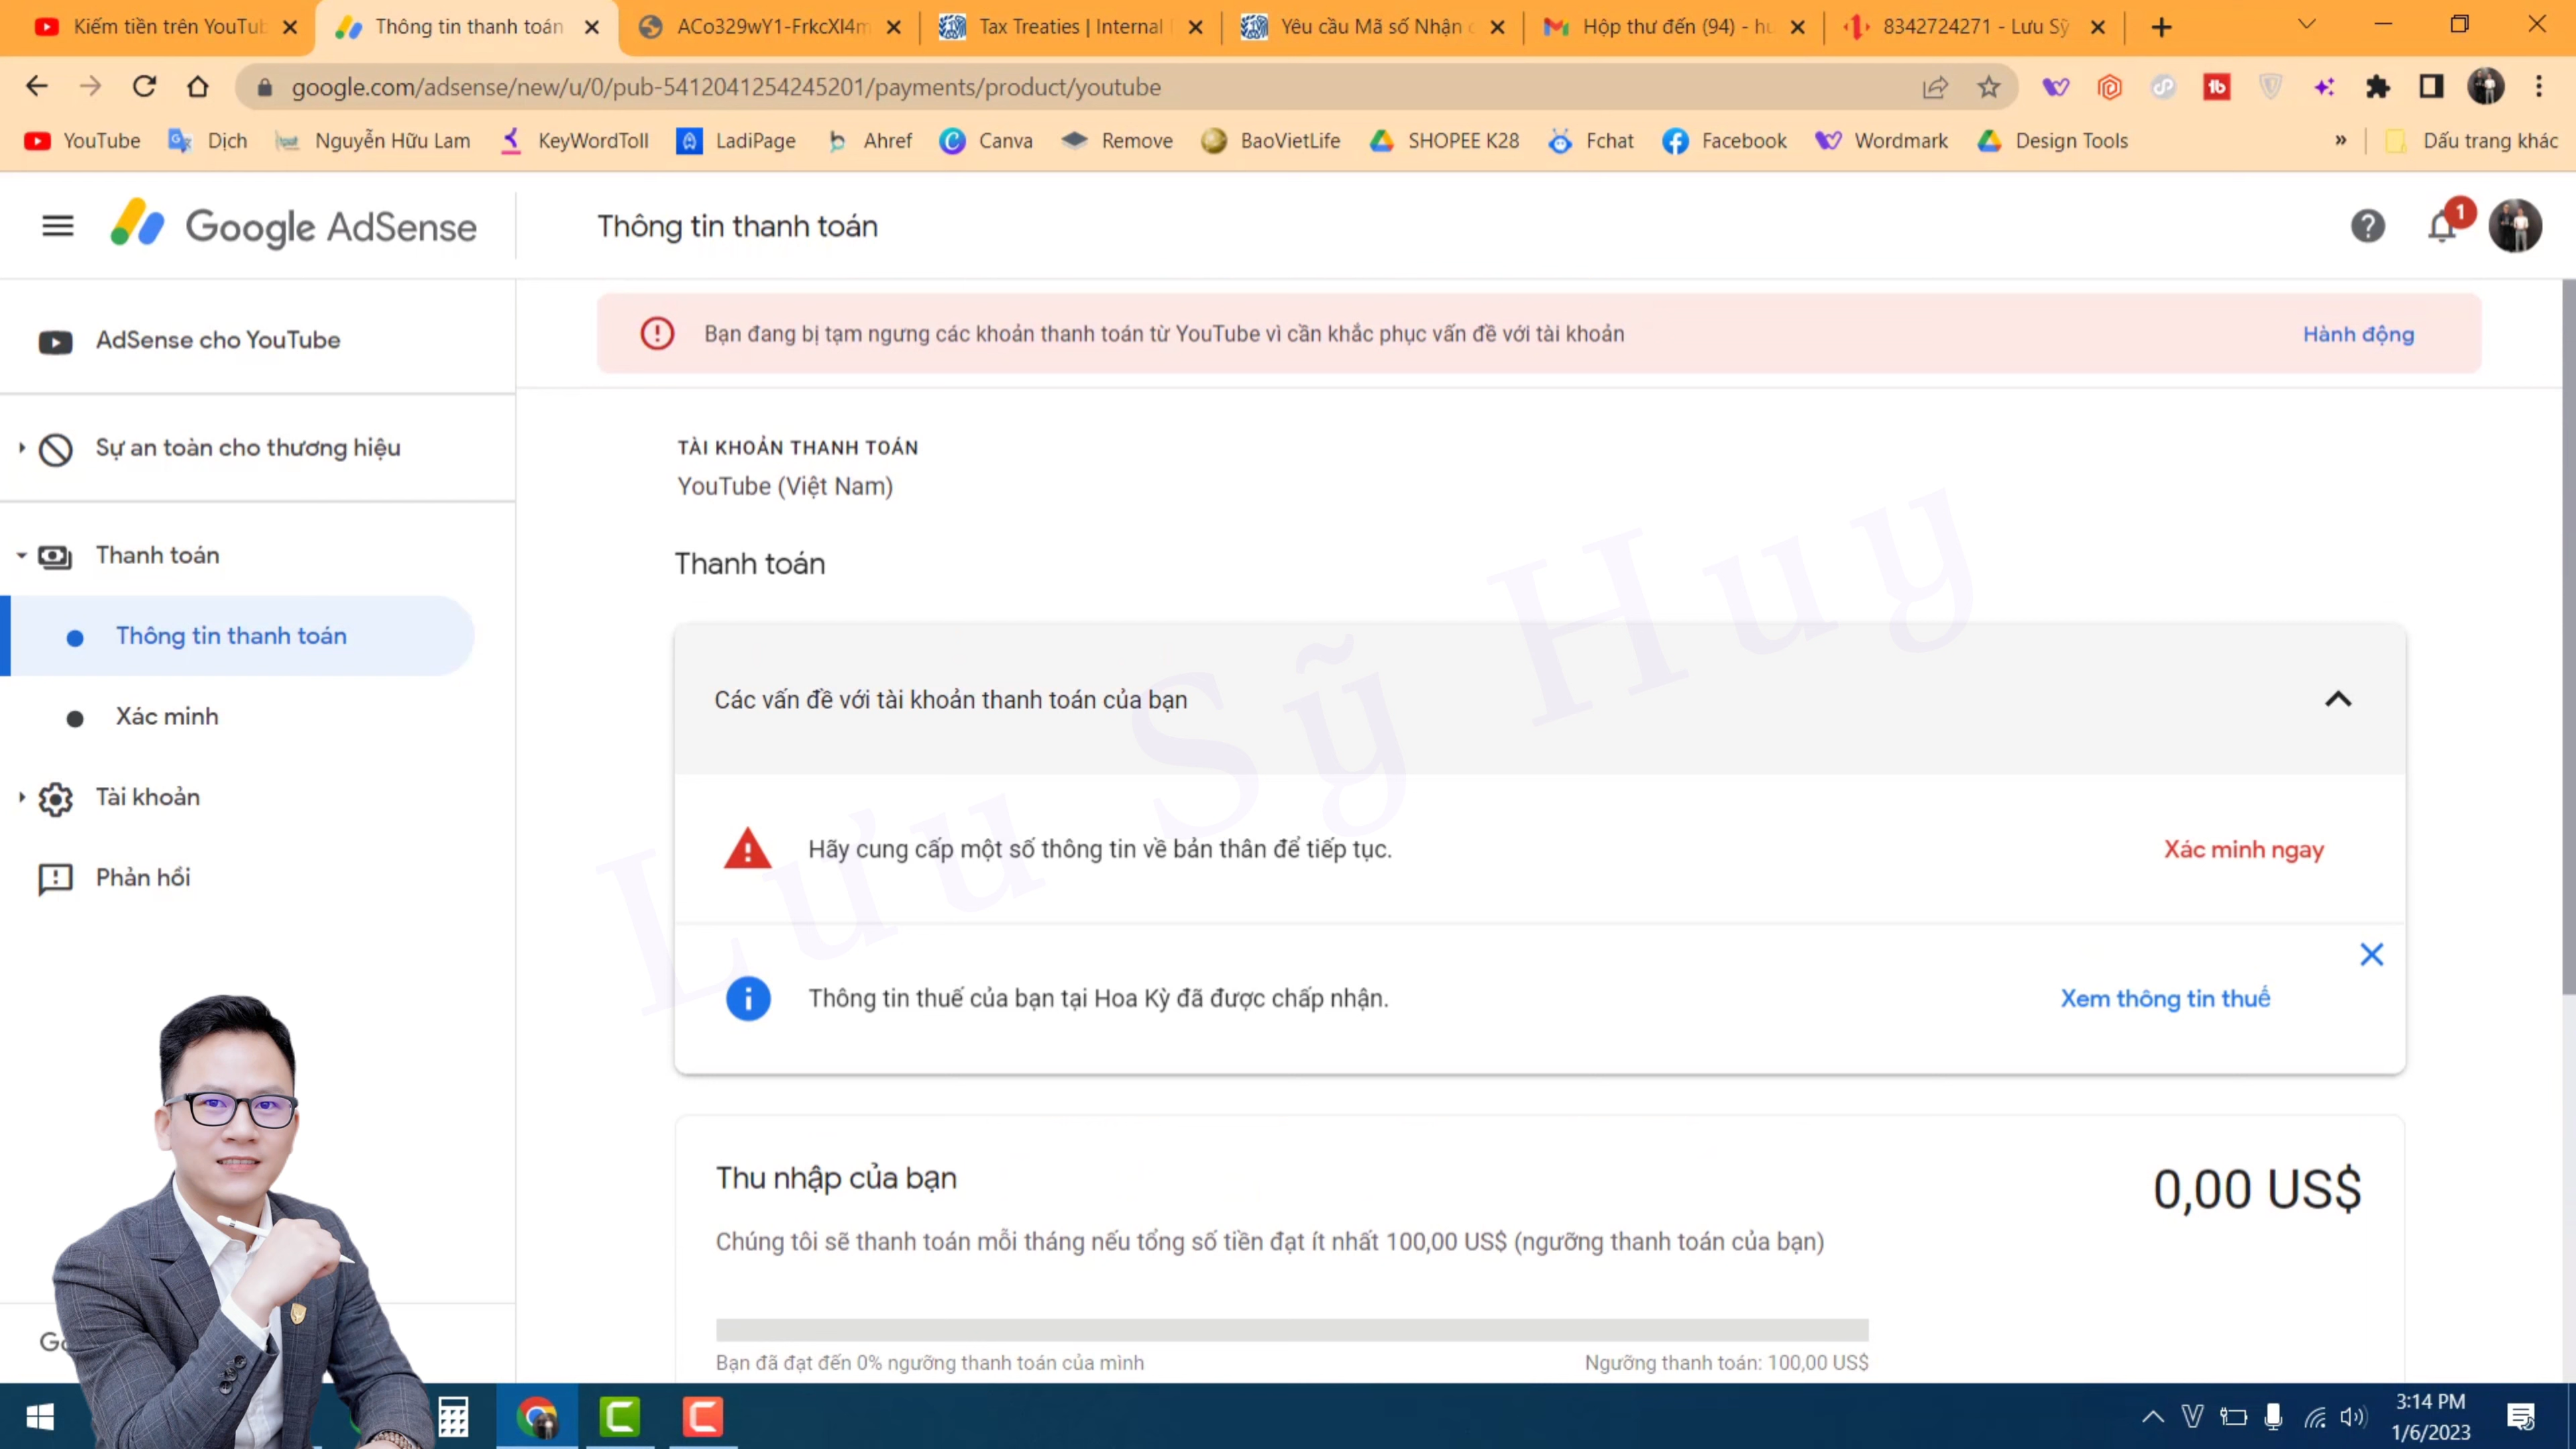 Kiếm tiền trên YouTub
Thông tin thanh toán
ACo329wY1-FrkcXI4m
Tax Treaties | Internal
Yêu cầu Mã số Nhận
Hộp thư đến (94) - hu
8342724271 - Lưu Sỹ
google.com/adsense/new/u/0/pub-5412041254245201/payments/product/youtube
YouTube
Dịch
Nguyễn Hữu Lam
KeyWordToll
LadiPage
Ahref
Canva
Remove
BaoVietLife
SHOPEE K28
Fchat
Facebook
Wordmark
Design Tools
»
Dấu trang khác
Google AdSense
Thông tin thanh toán
1
AdSense cho YouTube
Sự an toàn cho thương hiệu
Thanh toán
Thông tin thanh toán
Xác minh
Tài khoản
Phản hồi
Bạn đang bị tạm ngưng các khoản thanh toán từ YouTube vì cần khắc phục vấn đề với tài khoản
Hành động
TÀI KHOẢN THANH TOÁN
YouTube (Việt Nam)
Thanh toán
Các vấn đề với tài khoản thanh toán của bạn
Hãy cung cấp một số thông tin về bản thân để tiếp tục.
Xác minh ngay
Thông tin thuế của bạn tại Hoa Kỳ đã được chấp nhận.
Xem thông tin thuế
Lưu Sỹ Huy
Thu nhập của bạn
0,00 US$
Chúng tôi sẽ thanh toán mỗi tháng nếu tổng số tiền đạt ít nhất 100,00 US$ (ngưỡng thanh toán của bạn)
Bạn đã đạt đến 0% ngưỡng thanh toán của mình
Ngưỡng thanh toán: 100,00 US$
Go
3:14 PM
1/6/2023